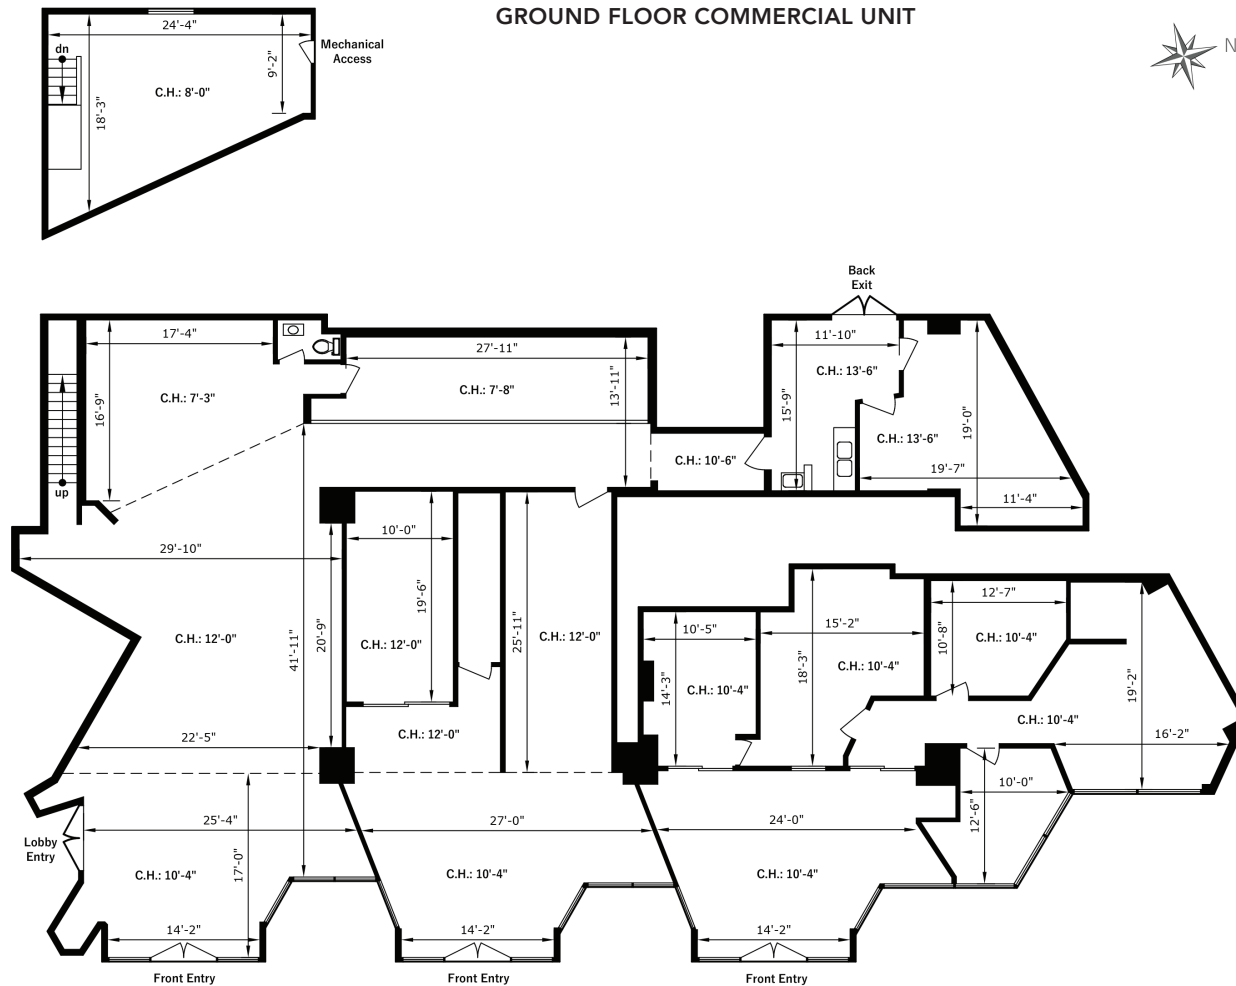 GROUND FLOOR COMMERCIAL UNIT
N
24'-4"
dn
Mechanical
Access
9'-2"
C.H.: 8'-0"
18'-3"
Back
Exit
17'-4"
27'-11"
11'-10"
C.H.: 13'-6"
C.H.: 7'-8"
C.H.: 7'-3"
13'-11"
16'-9"
15'-9"
19'-0"
C.H.: 13'-6"
C.H.: 10'-6"
19'-7"
up
11'-4"
10'-0"
29'-10"
19'-6"
12'-7"
10'-5"
15'-2"
C.H.: 12'-0"
20'-9"
C.H.: 12'-0"
25'-11"
C.H.: 12'-0"
10'-8"
C.H.: 10'-4"
41'-11"
18'-3"
C.H.: 10'-4"
14'-3"
C.H.: 10'-4"
19'-2"
C.H.: 10'-4"
C.H.: 12'-0"
22'-5"
16'-2"
10'-0"
12'-6"
25'-4"
27'-0"
24'-0"
Lobby
Entry
17'-0"
C.H.: 10'-4"
C.H.: 10'-4"
C.H.: 10'-4"
14'-2"
14'-2"
14'-2"
Front Entry
Front Entry
Front Entry